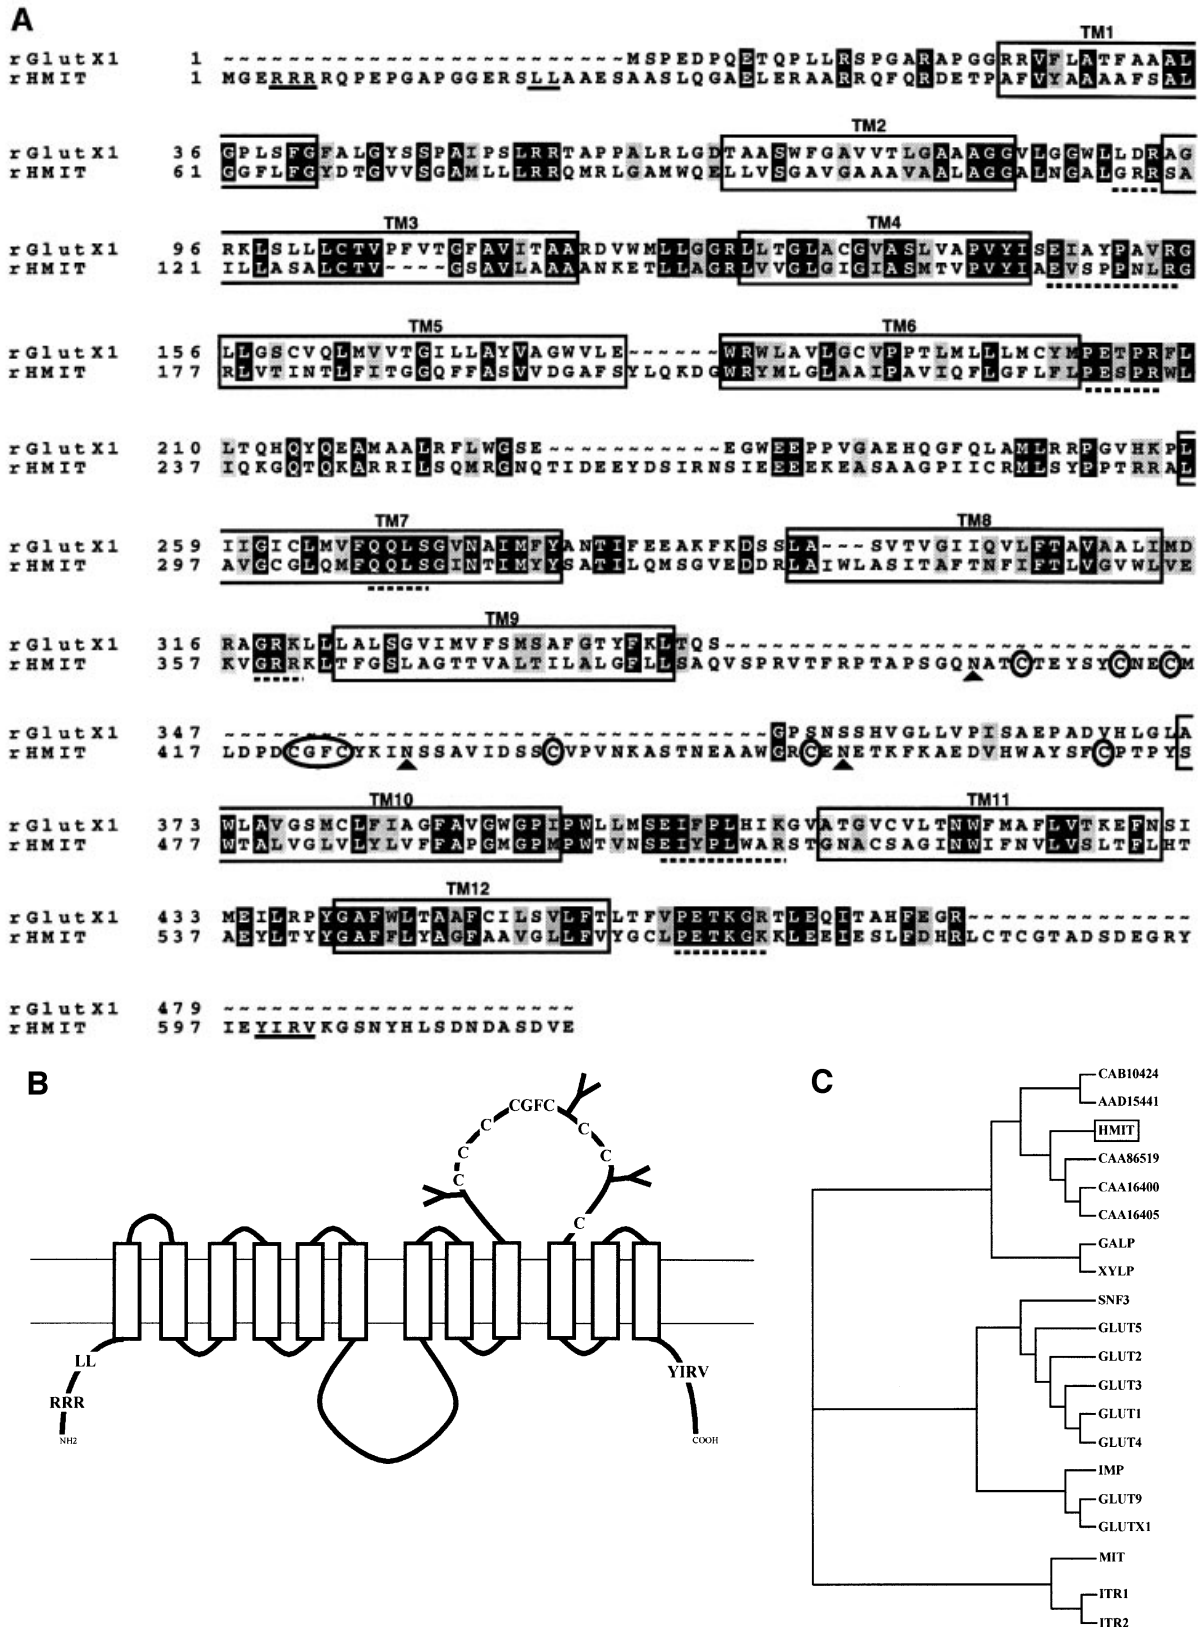 A
TM1
rGlutX1 1 ~~~~~~~~~~~~~~~~~~~~~~~~~MSPEDPQETQPLLRSPGARAPGGRRVFLATFAAAL
rHMIT 1 MGERRRRQPEPGAPGGERSLLAAESAASLQGAELERAARRQFQRDETPAFVYAAAAFSAL
TM2
rGlutX1 36 GPLSFGFALGYSSPAIPSLRRTAPPALRLGDTAASWFGAVVTLGAAAGGVLGGWLLDRAG
rHMIT 61 GGFLFGYDTGVVSGAMLLLRRQMRLGAMWQELLVSGAVGAAAVAALAGGALNGALGRRSA
TM3 TM4
rGlutX1 96 RKLSLLLCTVPFVTGFAVITAARDVWMLLGGRLLTGLACGVASLVAPVYISEIAYPAVRG
rHMIT 121 ILLASALCTV----GSAVLAAAANKETLLAGRLVVGLGIGIASMTVPVYIAEVSPPNLRG
TM5 TM6
rGlutX1 156 LLGSCVQLMVVTGILLAYVAGWVLE------WRWLAVLGCVPPTLMLLLMCYMPETPRFL
rHMIT 177 RLVTINTLFITGGQFFASVVDGAFSYLQKDGWRYMLGLAAIPAVIQFLGFLFLPESPRWL
rGlutX1 210 LTQHQYQEAMAALRFLWGSE-----------EGWEEPPVGAEHQGFQLAMLRRPGVHKPL
rHMIT 237 IQKGQTQKARRILSQMRGNQTIDEEYDSIRNSIEEEEKEASAAGPIICRMLSYPPTRRAL
TM7 TM8
rGlutX1 259 IIGICLMVFQQLSGVNAIMFYANTIFEEAKFKDSSLA---SVTVGIIQVLFTAVAALIMD
rHMIT 297 AVGCGLQMFQQLSGINTIMYYSATILQMSGVEDDRLAIWLASITAFTNFIFTLVGVWLVE
TM9
rGlutX1 316 RAGRKLLLALSGVIMVFSMSAFGTYFKLTQS~~~~~~~~~~~~~~~~~~~~~~~~~~~~~
rHMIT 357 KVGRRKLTFGSLAGTTVALTILALGFLLSAQVSPRVTFRPTAPSGQNATCTEYSYCNECM
rGlutX1 347 ~~~~~~~~~~~~~~~~~~~~~~~~~~~~~~~~~~GPSNSSHVGLLVPISAEPADVHLGLA
rHMIT 417 LDPDCGFCYKINSSAVIDSSCVPVNKASTNEAAWGRCENETKFKAEDVHWAYSFCPTPYS
TM10 TM11
rGlutX1 373 WLAVGSMCLFIAGFAVGWGPIPWLLMSEIFPLHIKGVATGVCVLTNWFMAFLVTKEFNSI
rHMIT 477 WTALVGLVLYLVFFAPGMGPMPWTVNSEIYPLWARSTGNACSAGINWIFNVLVSLTFLHT
TM12
rGlutX1 433 MEILRPYGAFWLTAAFCILSVLFTLTFVPETKGRTLEQITAHFEGR~~~~~~~~~~~~~~
rHMIT 537 AEYLTYYGAFFLYAGFAAVGLLFVYGCLPETKGKKLEEIESLFDHRLCTCGTADSDEGRY
rGlutX1 479 ~~~~~~~~~~~~~~~~~~~~~~
rHMIT 597 IEYIRVKGSNYHLSDNDASDVE
B
CGFC
C C
C C
C
C
LL
RRR
NH2
YIRV
COOH
C
CAB10424
AAD15441
HMIT
CAA86519
CAA16400
CAA16405
GALP
XYLP
SNF3
GLUT5
GLUT2
GLUT3
GLUT1
GLUT4
IMP
GLUT9
GLUTX1
MIT
ITR1
ITR2